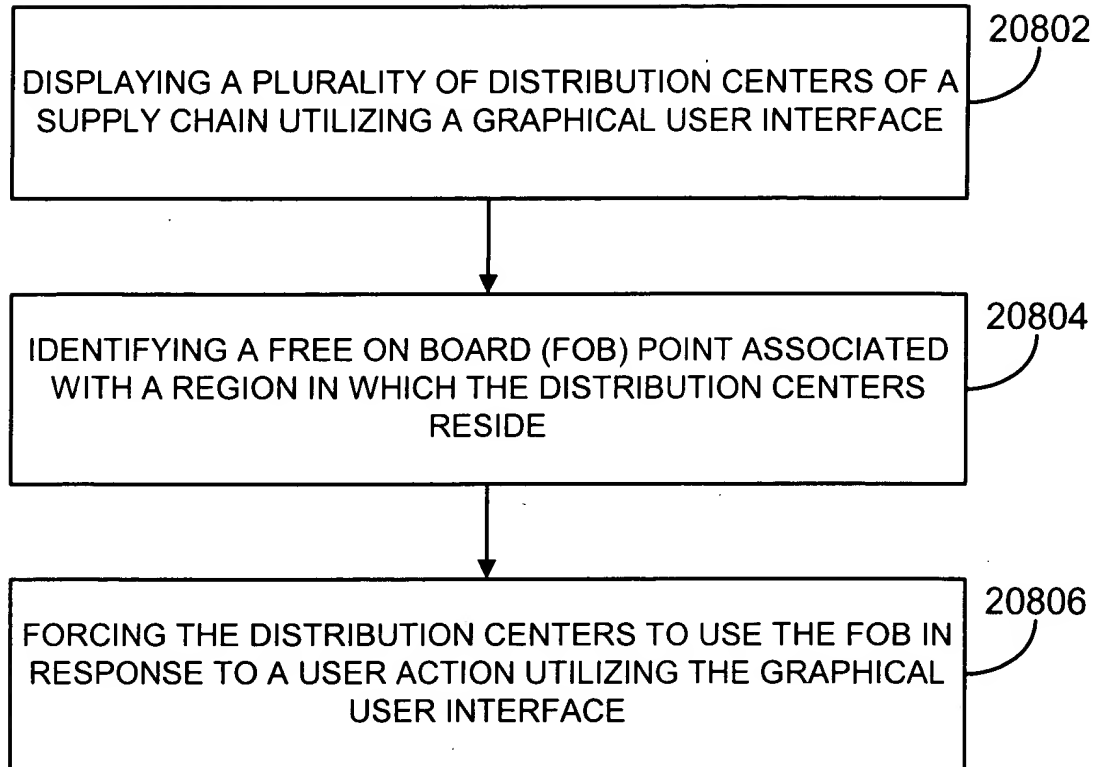 20802
DISPLAYING A PLURALITY OF DISTRIBUTION CENTERS OF A
SUPPLY CHAIN UTILIZING A GRAPHICAL USER INTERFACE
20804
IDENTIFYING A FREE ON BOARD (FOB) POINT ASSOCIATED
WITH A REGION IN WHICH THE DISTRIBUTION CENTERS
RESIDE
20806
FORCING THE DISTRIBUTION CENTERS TO USE THE FOB IN
RESPONSE TO A USER ACTION UTILIZING THE GRAPHICAL
USER INTERFACE